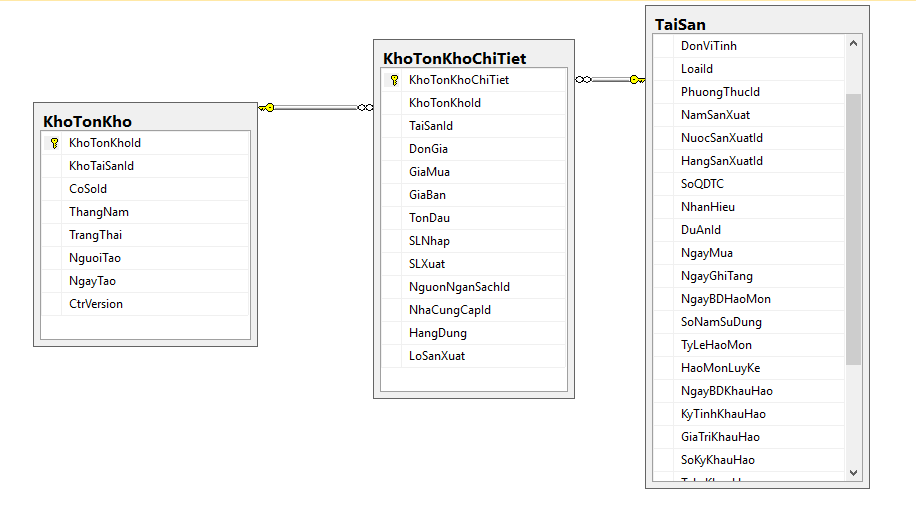 KhoTonKho
KhoTonKhoId
KhoTaiSanId
CoSoId
ThangNam
TrangThai
NguoiTao
NgayTao
CtrVersion
KhoTonKhoChiTiet
KhoTonKhoChiTiet
KhoTonKhoId
TaiSanId
DonGia
GiaMua
GiaBan
TonDau
SLNhap
SLXuat
NguonNganSachId
NhaCungCapId
HangDung
LoSanXuat
TaiSan
DonViTinh
LoaiId
PhuongThucId
NamSanXuat
NuocSanXuatId
HangSanXuatId
SoQDTC
NhanHieu
DuAnId
NgayMua
NgayGhiTang
NgayBDHaoMon
SoNamSuDung
TyLeHaoMon
HaoMonLuyKe
NgayBDKhauHao
KyTinhKhauHao
GiaTriKhauHao
SoKyKhauHao